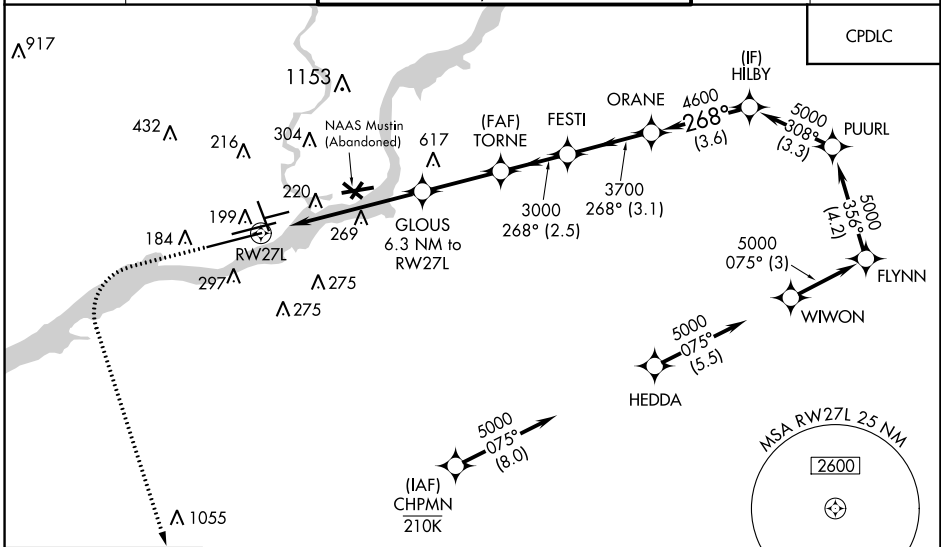 917
CPDLC
1153
(IF)
HILBY
4600
268°
(3.6)
5000
308°
(3.3)
PUURL
ORANE
FESTI
(FAF)
TORNE
NAAS Mustin
(Abandoned)
432
216
304
617
3700
268° (3.1)
3000
268° (2.5)
220
199
184
269
GLOUS
6.3 NM to
RW27L
RW27L
297
275
275
5000
356°
(4.2)
5000
075° (3)
FLYNN
WIWON
5000
075°
(5.5)
HEDDA
5000
075°
(8.0)
(IAF)
CHPMN
210K
MSA RW27L 25 NM
2600
1055